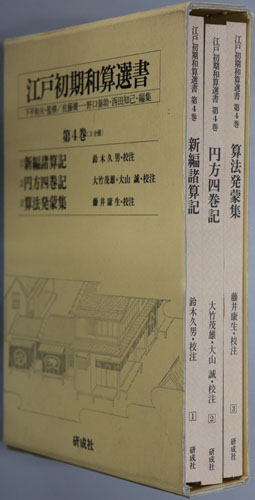 江戸初期和算選書
下平和夫・監修/佐藤健一・野口泰助・西田知己・編集
第4巻(3分冊)
1新編諸算記 鈴木久男・校注
2円方四巻記 大竹茂雄・大山 誠・校注
3算法発蒙集 藤井康生・校注
研成社
江戸初期和算選書 第4巻
新編諸算記
鈴木久男・校注
1
江戸初期和算選書 第4巻
円方四巻記
大竹茂雄・大山 誠・校注
2
江戸初期和算選書 第4巻
算法発蒙集
藤井康生・校注
3
研成社